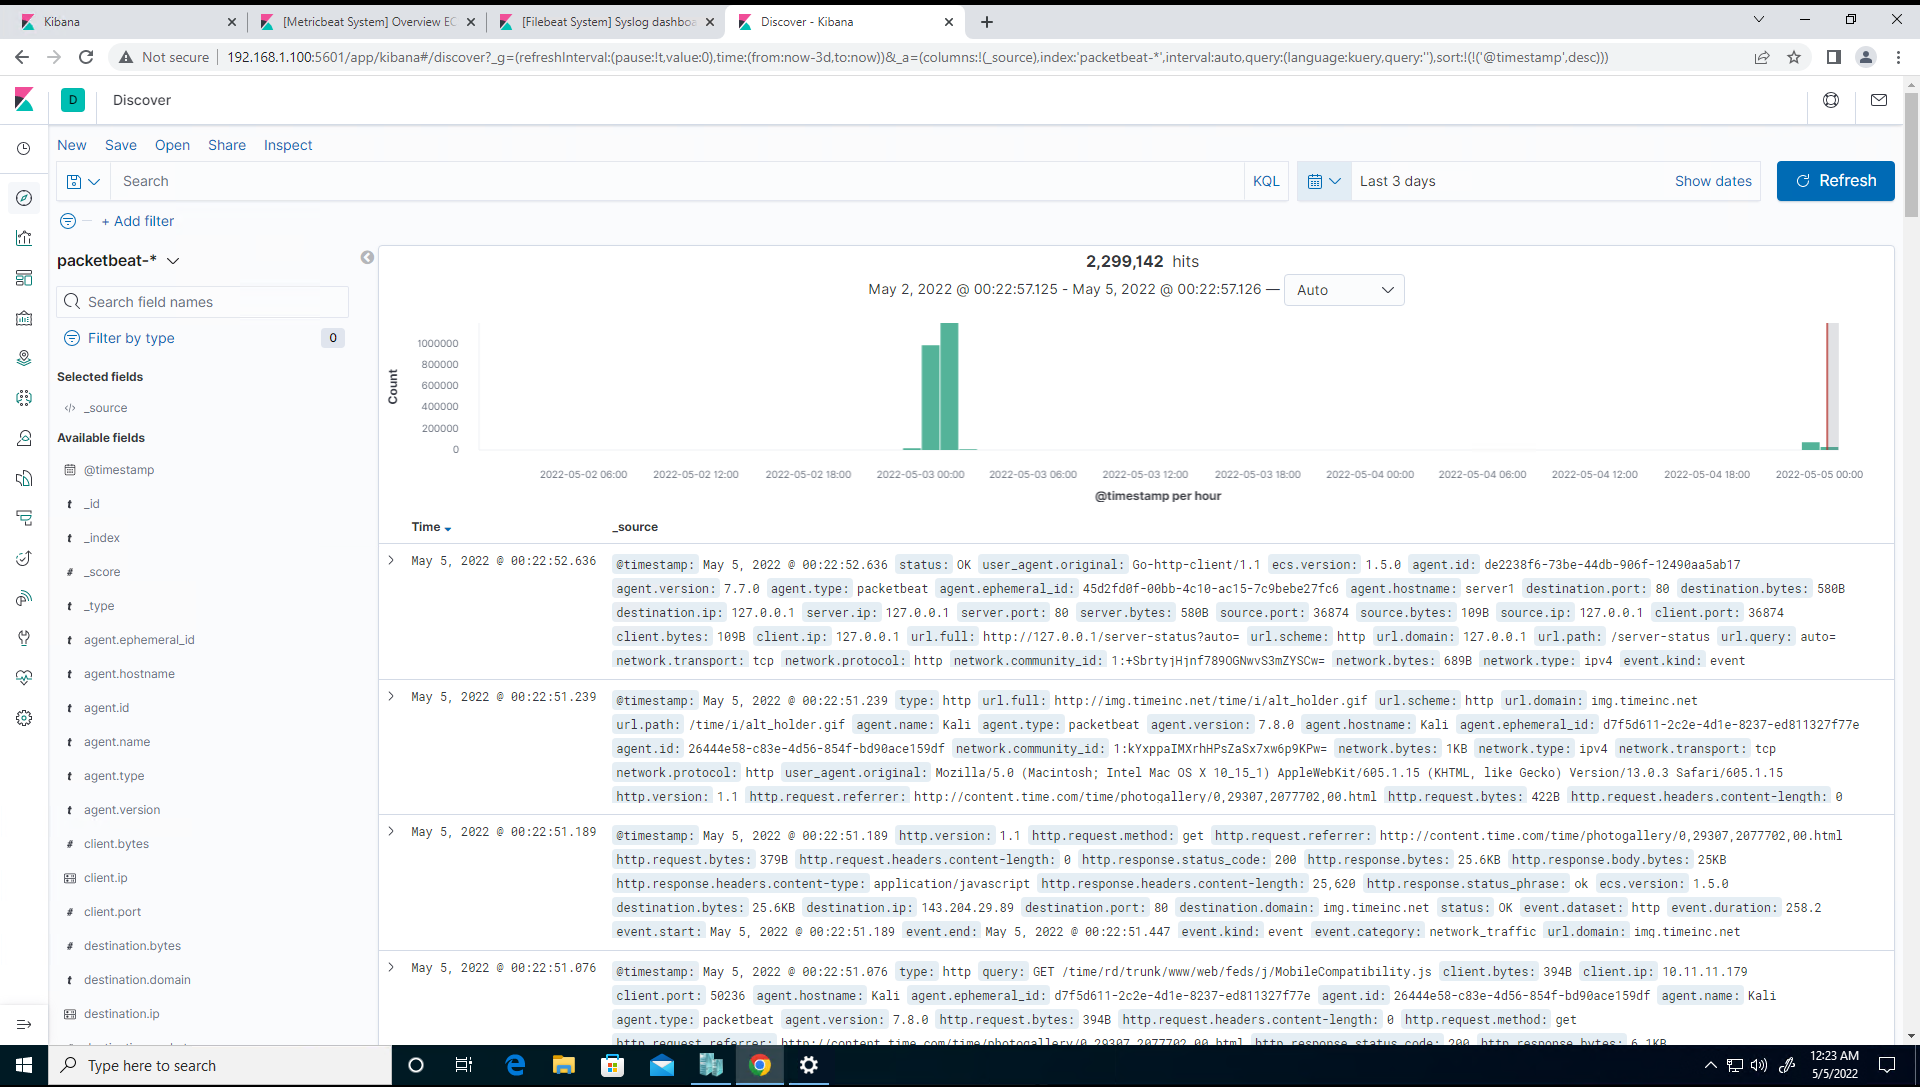 Kibana
[Metricbeat System] Overview EC
[Filebeat System] Syslog dashboa
Discover - Kibana
Not secure
192.168.1.100:5601/app/kibana#/discover?_g=(refreshInterval:(pause:!t,value:0),time:(from:now-3d,to:now))&_a=(columns:!(_source),index:'packetbeat-*',interval:auto,query:(language:kuery,query:''),sort:!(!('@timestamp',desc)))
D
Discover
New
Save
Open
Share
Inspect
Search
KQL
Last 3 days
Show dates
Refresh
+ Add filter
packetbeat-*
Search field names
Filter by type
0
Selected fields
</> _source
Available fields
@timestamp
t _id
t _index
# _score
t _type
t agent.ephemeral_id
t agent.hostname
t agent.id
t agent.name
t agent.type
t agent.version
# client.bytes
client.ip
# client.port
# destination.bytes
t destination.domain
destination.ip
2,299,142 hits
May 2, 2022 @ 00:22:57.125 - May 5, 2022 @ 00:22:57.126 —
Auto
Count
1000000
800000
600000
400000
200000
0
2022-05-02 06:00
2022-05-02 12:00
2022-05-02 18:00
2022-05-03 00:00
2022-05-03 06:00
2022-05-03 12:00
2022-05-03 18:00
2022-05-04 00:00
2022-05-04 06:00
2022-05-04 12:00
2022-05-04 18:00
2022-05-05 00:00
@timestamp per hour
Time
_source
May 5, 2022 @ 00:22:52.636
@timestamp: May 5, 2022 @ 00:22:52.636 status: OK user_agent.original: Go-http-client/1.1 ecs.version: 1.5.0 agent.id: de2238f6-73be-44db-906f-12490aa5ab17
agent.version: 7.7.0 agent.type: packetbeat agent.ephemeral_id: 45d2fd0f-00bb-4c10-ac15-7c9bebe27fc6 agent.hostname: server1 destination.port: 80 destination.bytes: 580B
destination.ip: 127.0.0.1 server.ip: 127.0.0.1 server.port: 80 server.bytes: 580B source.port: 36874 source.bytes: 109B source.ip: 127.0.0.1 client.port: 36874
client.bytes: 109B client.ip: 127.0.0.1 url.full: http://127.0.0.1/server-status?auto= url.scheme: http url.domain: 127.0.0.1 url.path: /server-status url.query: auto=
network.transport: tcp network.protocol: http network.community_id: 1:+SbrtyjHjnf789OGNwvS3mZYSCw= network.bytes: 689B network.type: ipv4 event.kind: event
May 5, 2022 @ 00:22:51.239
@timestamp: May 5, 2022 @ 00:22:51.239 type: http url.full: http://img.timeinc.net/time/i/alt_holder.gif url.scheme: http url.domain: img.timeinc.net
url.path: /time/i/alt_holder.gif agent.name: Kali agent.type: packetbeat agent.version: 7.8.0 agent.hostname: Kali agent.ephemeral_id: d7f5d611-2c2e-4d1e-8237-ed811327f77e
agent.id: 26444e58-c83e-4d56-854f-bd90ace159df network.community_id: 1:kYxppaIMXrhHPsZaSx7xw6p9KPw= network.bytes: 1KB network.type: ipv4 network.transport: tcp
network.protocol: http user_agent.original: Mozilla/5.0 (Macintosh; Intel Mac OS X 10_15_1) AppleWebKit/605.1.15 (KHTML, like Gecko) Version/13.0.3 Safari/605.1.15
http.version: 1.1 http.request.referrer: http://content.time.com/time/photogallery/0,29307,2077702,00.html http.request.bytes: 422B http.request.headers.content-length: 0
May 5, 2022 @ 00:22:51.189
@timestamp: May 5, 2022 @ 00:22:51.189 http.version: 1.1 http.request.method: get http.request.referrer: http://content.time.com/time/photogallery/0,29307,2077702,00.html
http.request.bytes: 379B http.request.headers.content-length: 0 http.response.status_code: 200 http.response.bytes: 25.6KB http.response.body.bytes: 25KB
http.response.headers.content-type: application/javascript http.response.headers.content-length: 25,620 http.response.status_phrase: ok ecs.version: 1.5.0
destination.bytes: 25.6KB destination.ip: 143.204.29.89 destination.port: 80 destination.domain: img.timeinc.net status: OK event.dataset: http event.duration: 258.2
event.start: May 5, 2022 @ 00:22:51.189 event.end: May 5, 2022 @ 00:22:51.447 event.kind: event event.category: network_traffic url.domain: img.timeinc.net
May 5, 2022 @ 00:22:51.076
@timestamp: May 5, 2022 @ 00:22:51.076 type: http query: GET /time/rd/trunk/www/web/feds/j/MobileCompatibility.js client.bytes: 394B client.ip: 10.11.11.179
client.port: 50236 agent.hostname: Kali agent.ephemeral_id: d7f5d611-2c2e-4d1e-8237-ed811327f77e agent.id: 26444e58-c83e-4d56-854f-bd90ace159df agent.name: Kali
agent.type: packetbeat agent.version: 7.8.0 http.request.bytes: 394B http.request.headers.content-length: 0 http.request.method: get
http.request.referrer: http://content.time.com/time/photogallery/0,29307,2077702,00.html http.response.status_code: 200 http.response.bytes: 6.1KB
Type here to search
12:23 AM
5/5/2022